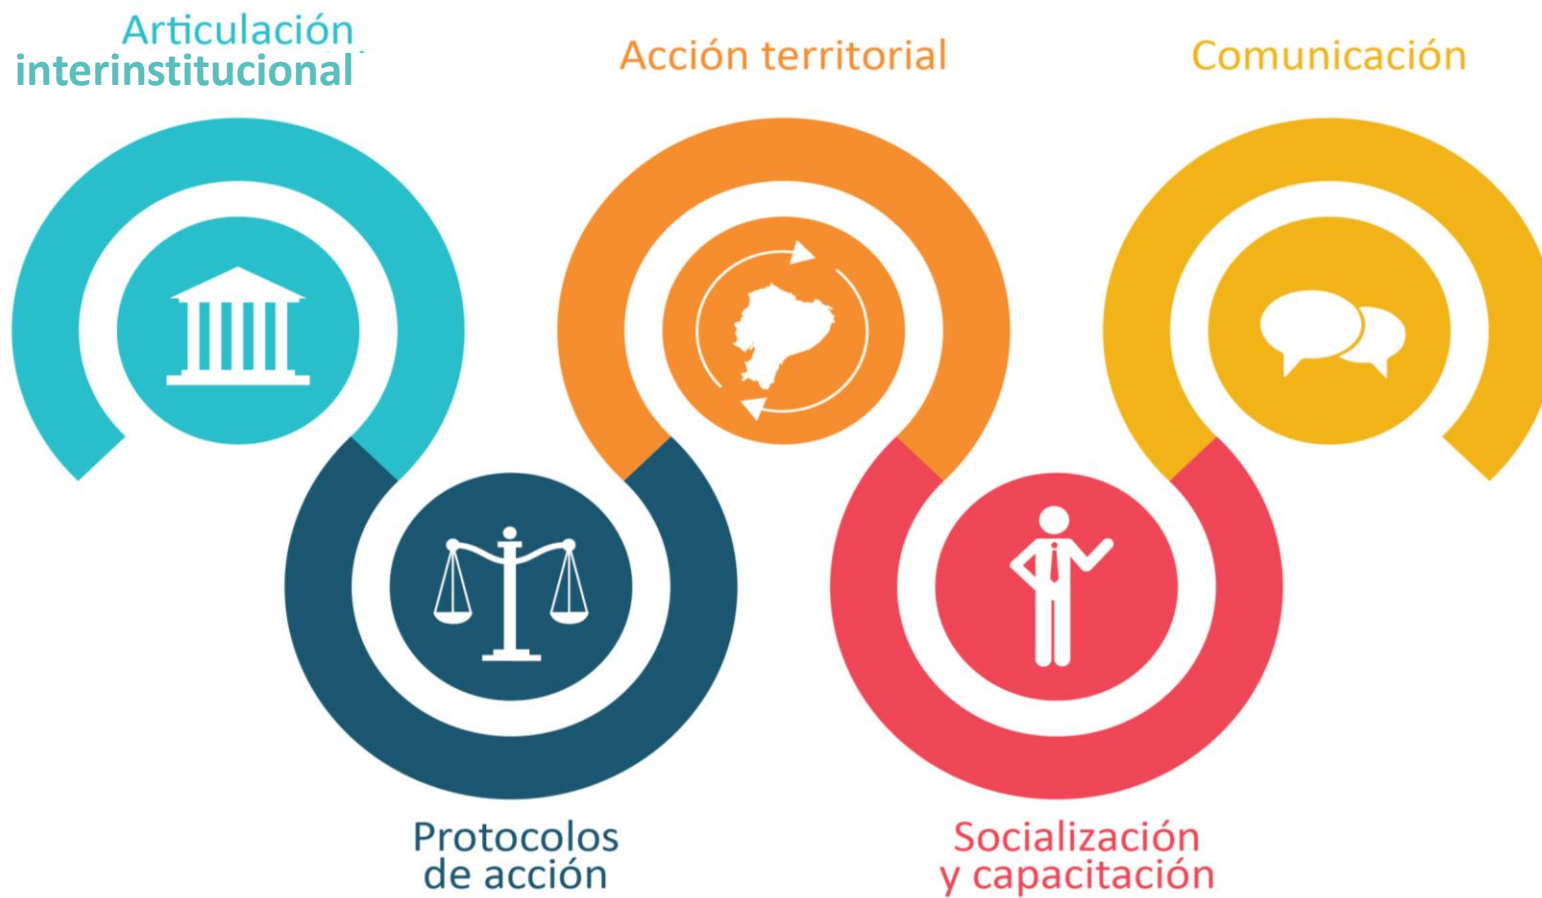 Articulación
interinstitucional
Acción territorial
Comunicación
Protocolos
de acción
Socialización
y capacitación